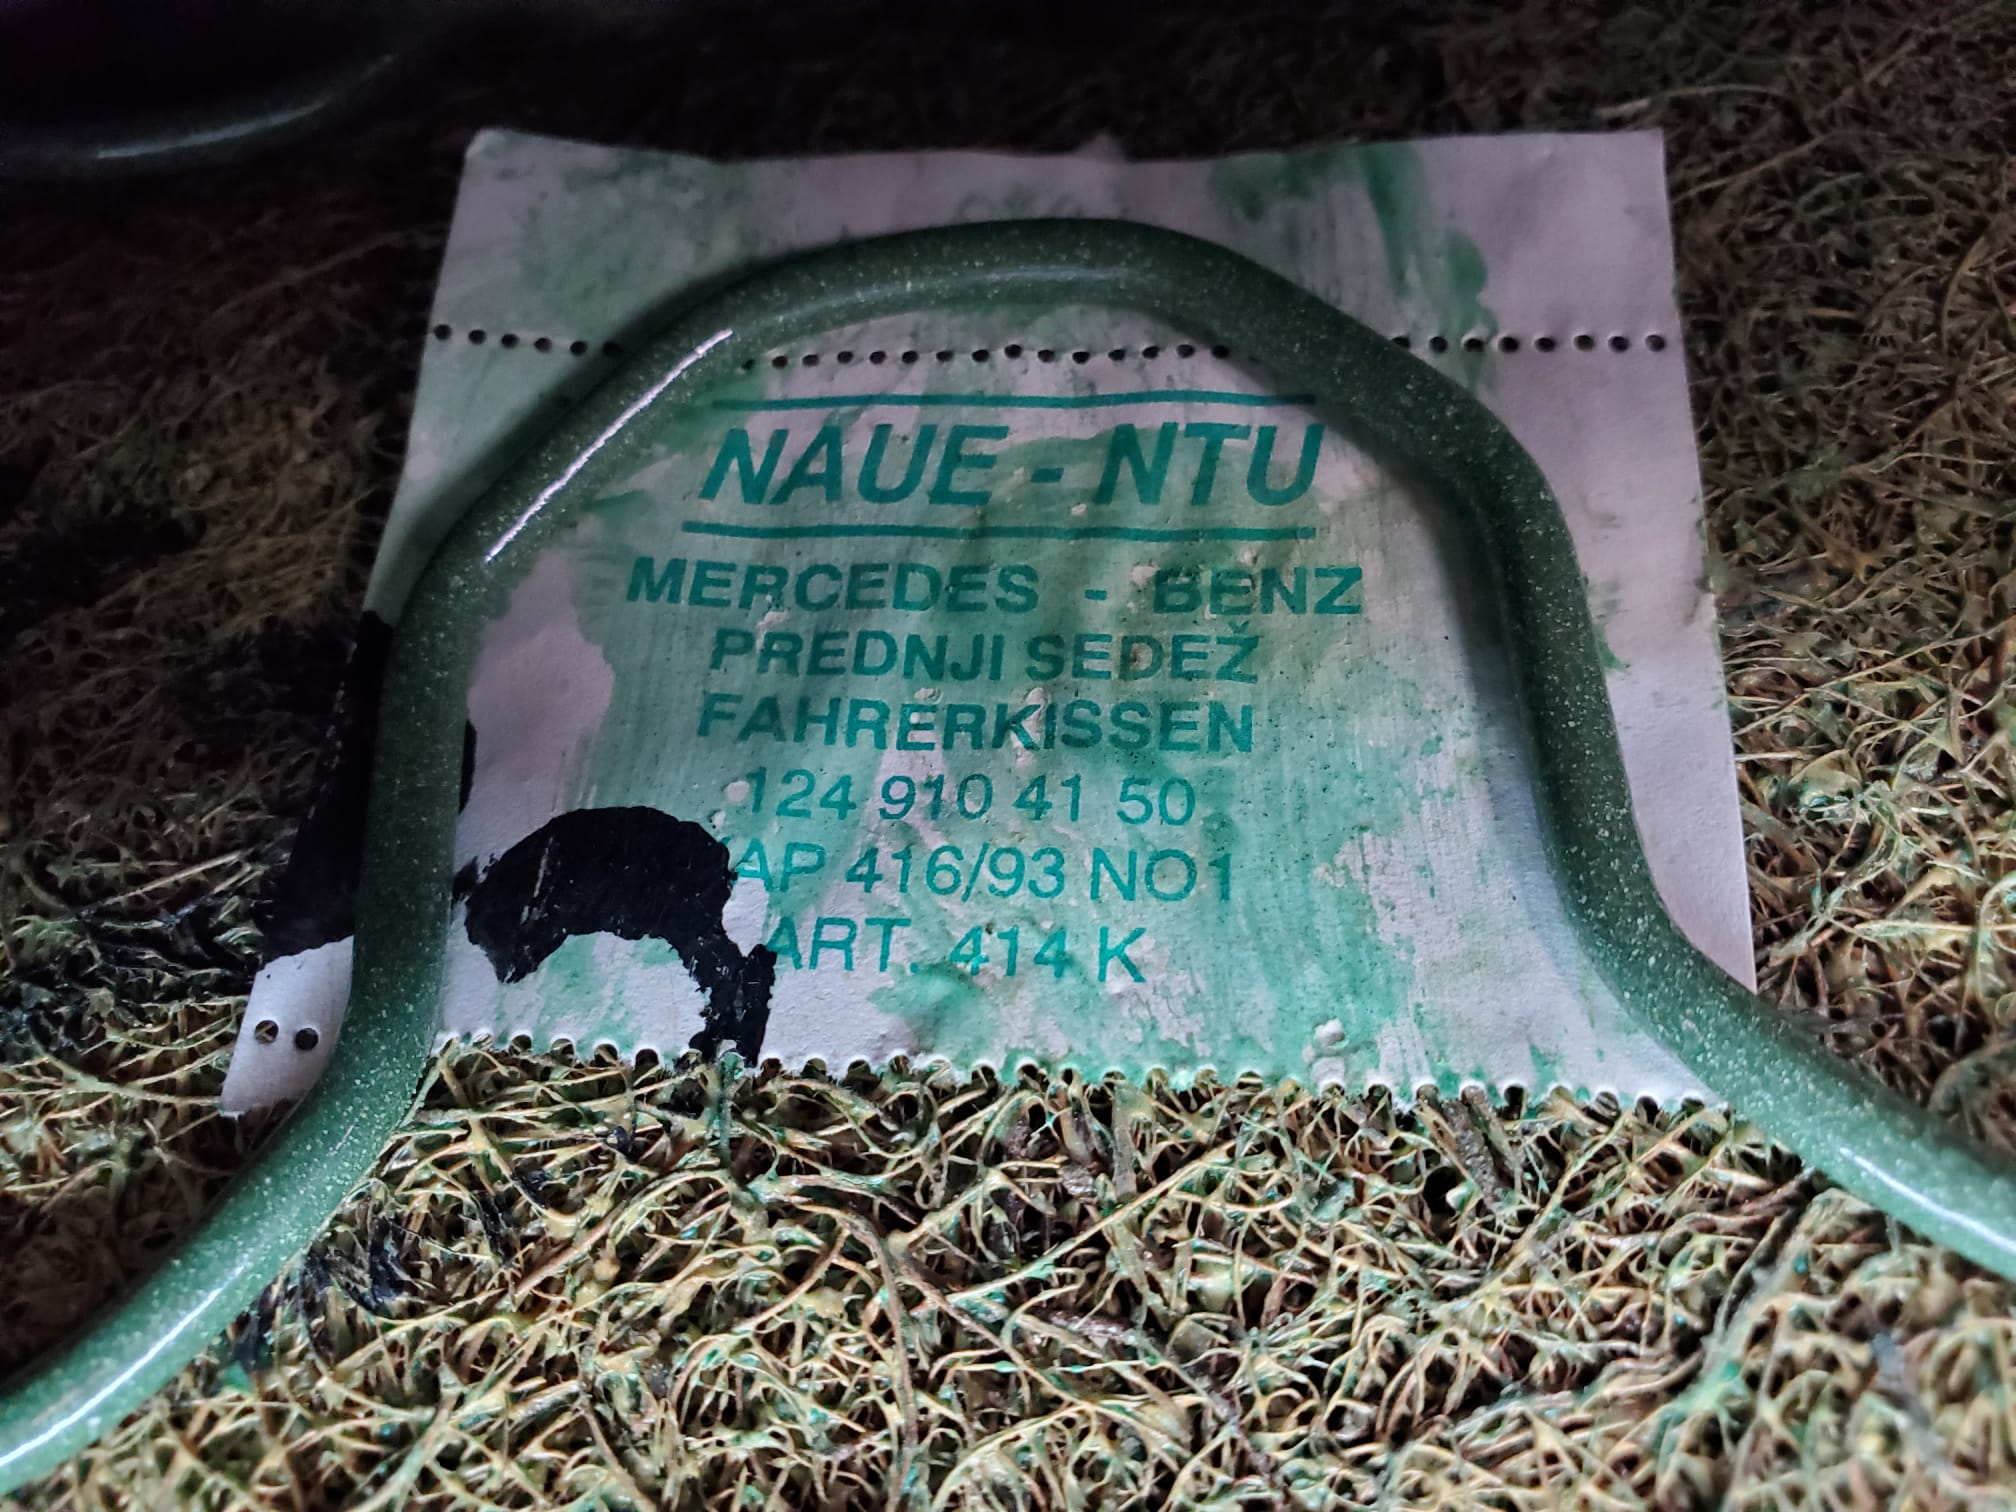 NAUE - NTU
MERCEDES - BENZ
PREDNJI SEDEŽ
FAHRERKISSEN
124 910 41 50
AP 416/93 NO1
ART. 414 K